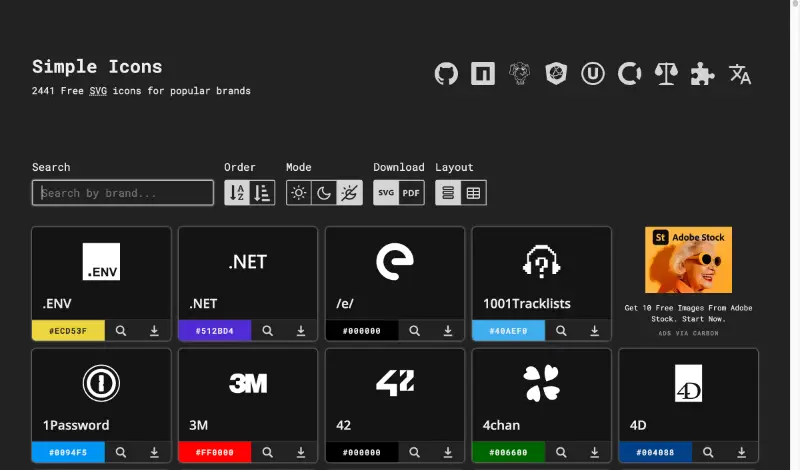 Simple Icons
2441 Free SVG icons for popular brands
Search
Order
Mode
Download
Layout
Search by brand...
A
Z
SVG
PDF
.ENV
.ENV
#ECD53F
.NET
.NET
#512BD4
/e/
#000000
1001Tracklists
#40AEF0
St Adobe Stock
Get 10 Free Images From Adobe
Stock. Start Now.
ADS VIA CARBON
1Password
#0094F5
3M
3M
#FF0000
42
42
#000000
4chan
#006600
4D
4D
#004088